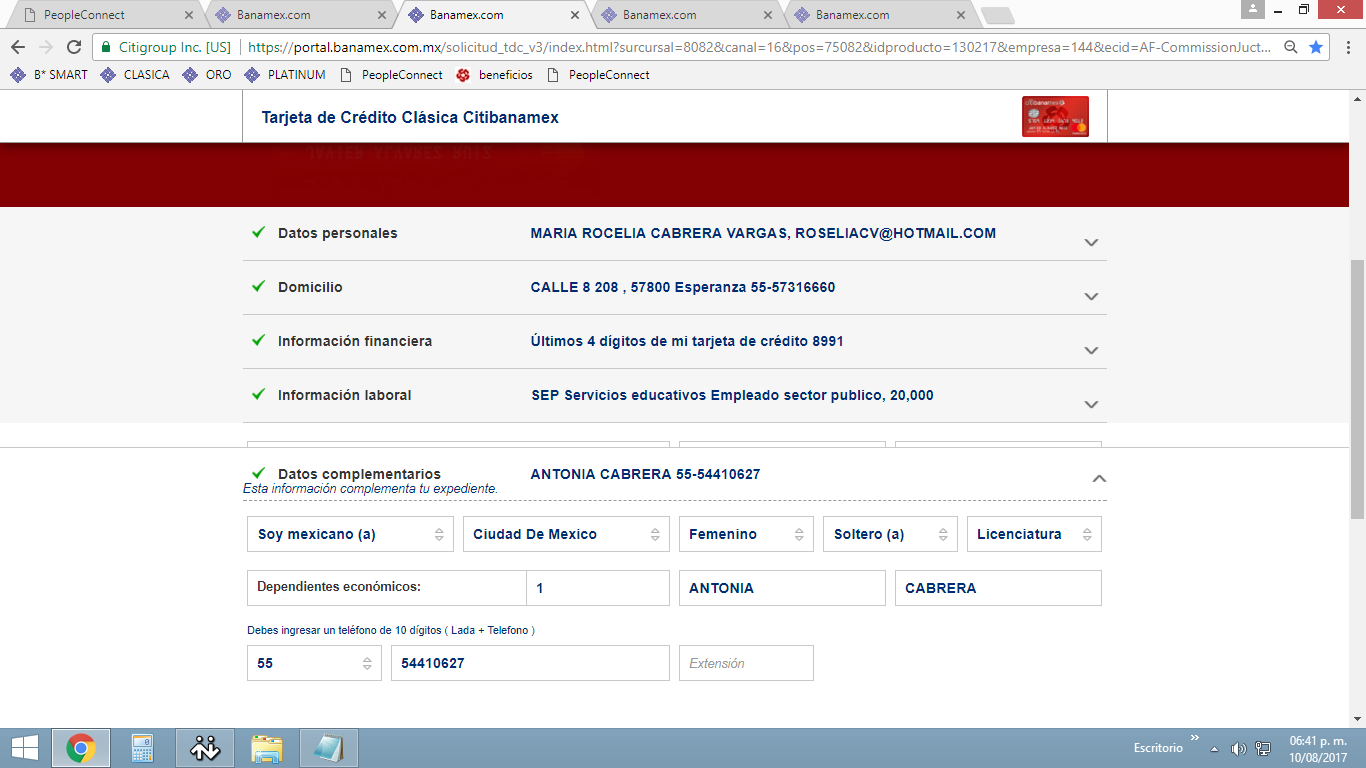 PeopleConnect
Banamex.com
Banamex.com
Banamex.com
Banamex.com
Citigroup Inc. [US]
https://portal.banamex.com.mx/solicitud_tdc_v3/index.html?surcursal=8082&canal=16&pos=75082&idproducto=130217&empresa=144&ecid=AF-CommissionJuct...
B* SMART
CLASICA
ORO
PLATINUM
PeopleConnect
beneficios
PeopleConnect
Tarjeta de Crédito Clásica Citibanamex
citibanamex
Datos personales
MARIA ROCELIA CABRERA VARGAS, ROSELIACV@HOTMAIL.COM
Domicilio
CALLE 8 208 , 57800 Esperanza 55-57316660
Información financiera
Últimos 4 dígitos de mi tarjeta de crédito 8991
Información laboral
SEP Servicios educativos Empleado sector publico, 20,000
Datos complementarios
ANTONIA CABRERA 55-54410627
Esta información complementa tu expediente.
Soy mexicano (a)
Ciudad De Mexico
Femenino
Soltero (a)
Licenciatura
Dependientes económicos:
1
ANTONIA
CABRERA
Debes ingresar un teléfono de 10 dígitos ( Lada + Telefono )
55
54410627
Extensión
Escritorio
06:41 p. m.
10/08/2017